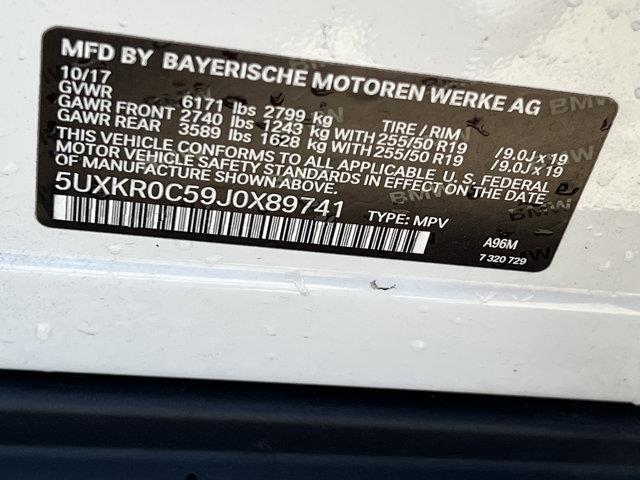 MFD BY BAYERISCHE MOTOREN WERKE AG
10/17
GVWR 6171 lbs 2799 kg TIRE / RIM
GAWR FRONT 2740 lbs 1243 kg WITH 255/50 R19 /9.0J x 19
GAWR REAR 3589 lbs 1628 kg WITH 255/50 R19 /9.0J x 19
THIS VEHICLE CONFORMS TO ALL APPLICABLE U.S. FEDERAL
MOTOR VEHICLE SAFETY STANDARDS IN EFFECT ON THE DATE
OF MANUFACTURE SHOWN ABOVE.
5UXKR0C59J0X89741 TYPE: MPV
A96M
7 320 729
BMW
BMW
BMW